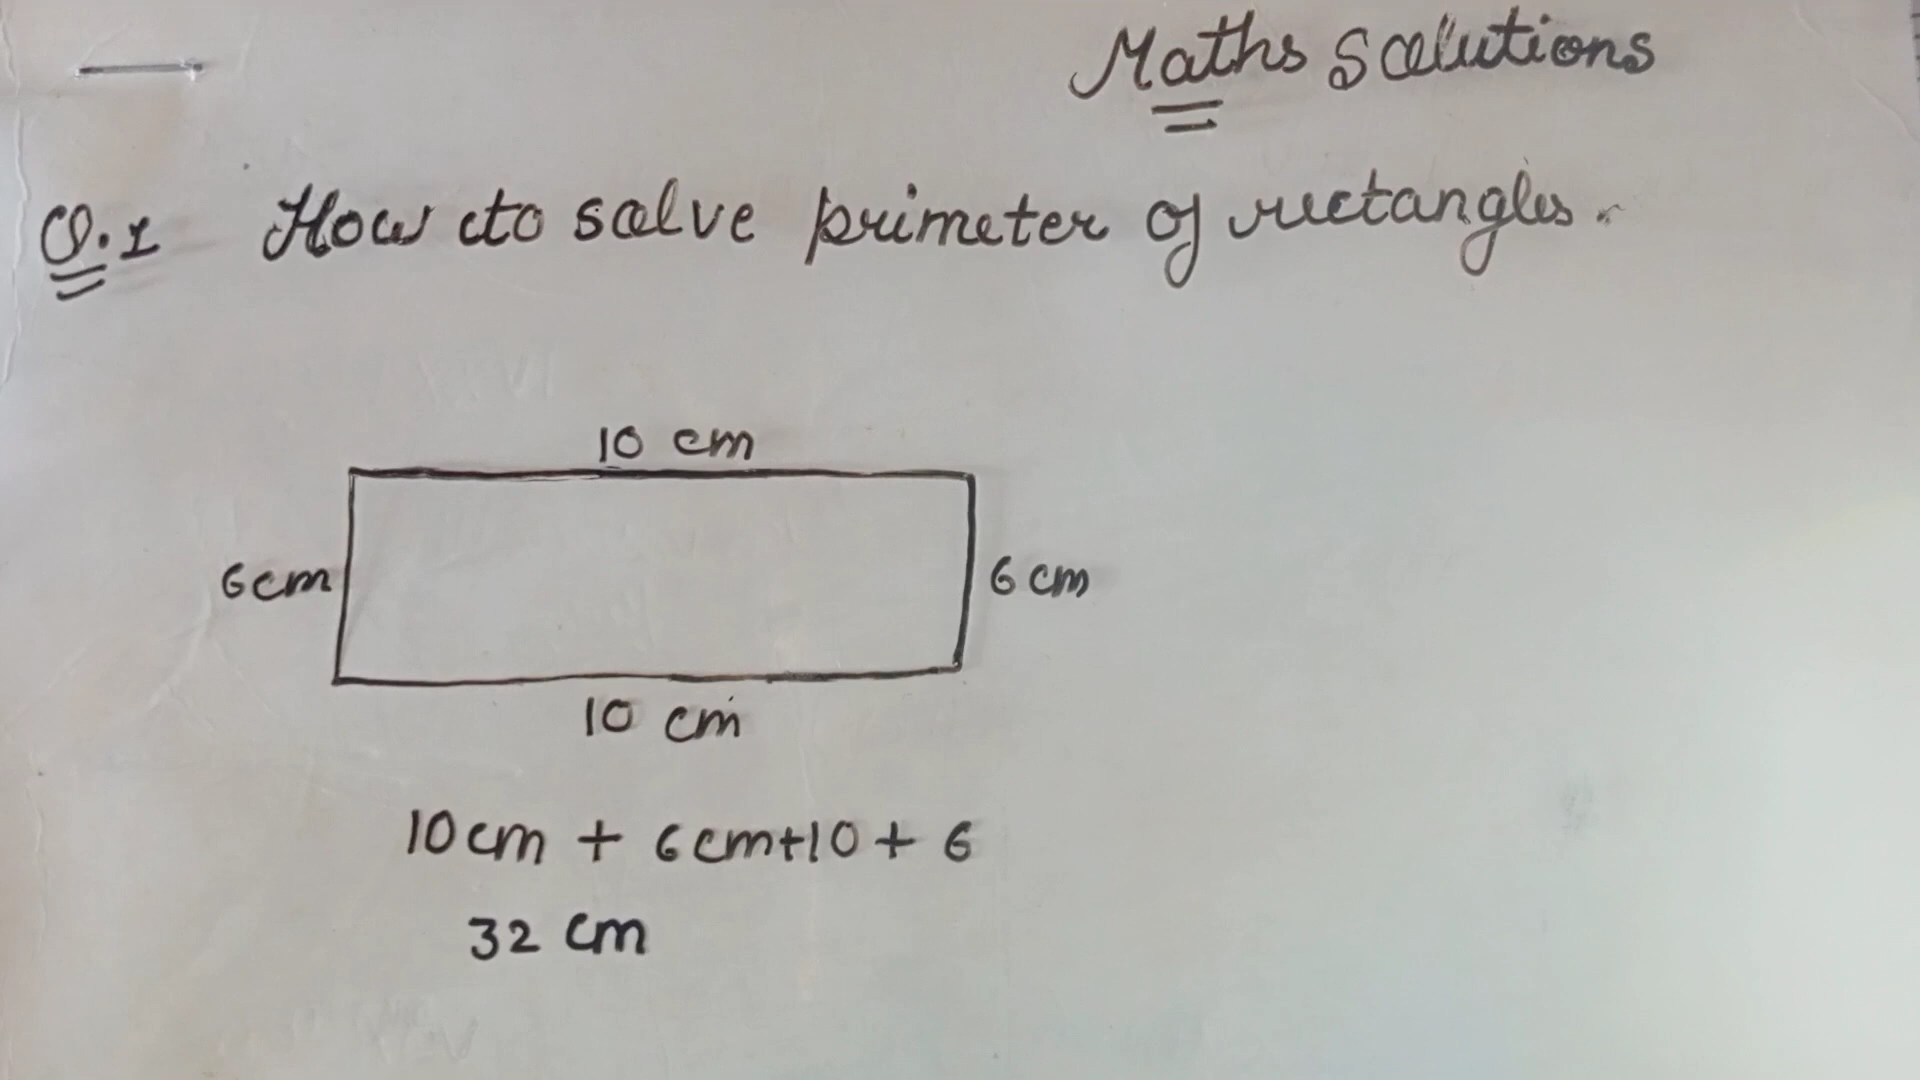 Maths Solutions
Q.1 How to solve primeter of rectangles.
10 cm
6cm
6 cm
10 cm
10cm + 6cm+10+ 6
32 cm